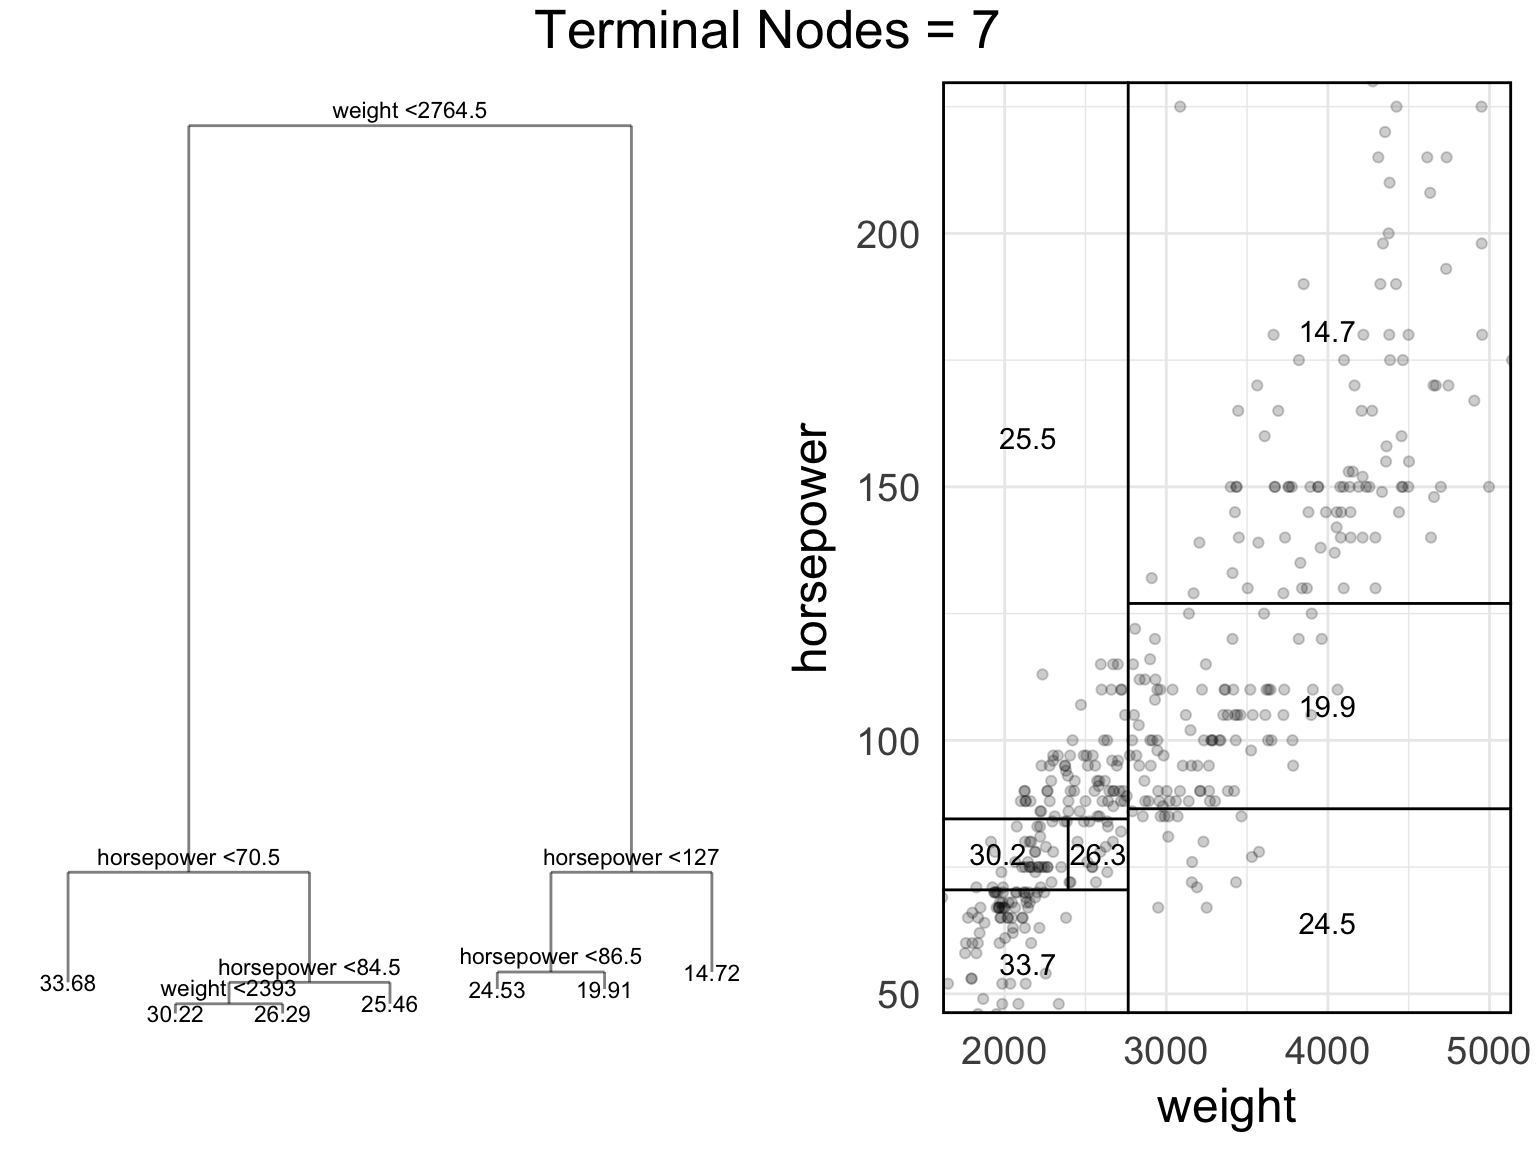 Terminal Nodes = 7
weight <2764.5
horsepower <70.5
horsepower <127
33.68
horsepower <84.5
weight <2393
30.22
26.29
25.46
horsepower <86.5
24.53
19.91
14.72
horsepower
200
150
100
50
14.7
25.5
19.9
30.2
26.3
24.5
33.7
2000
3000
4000
5000
weight